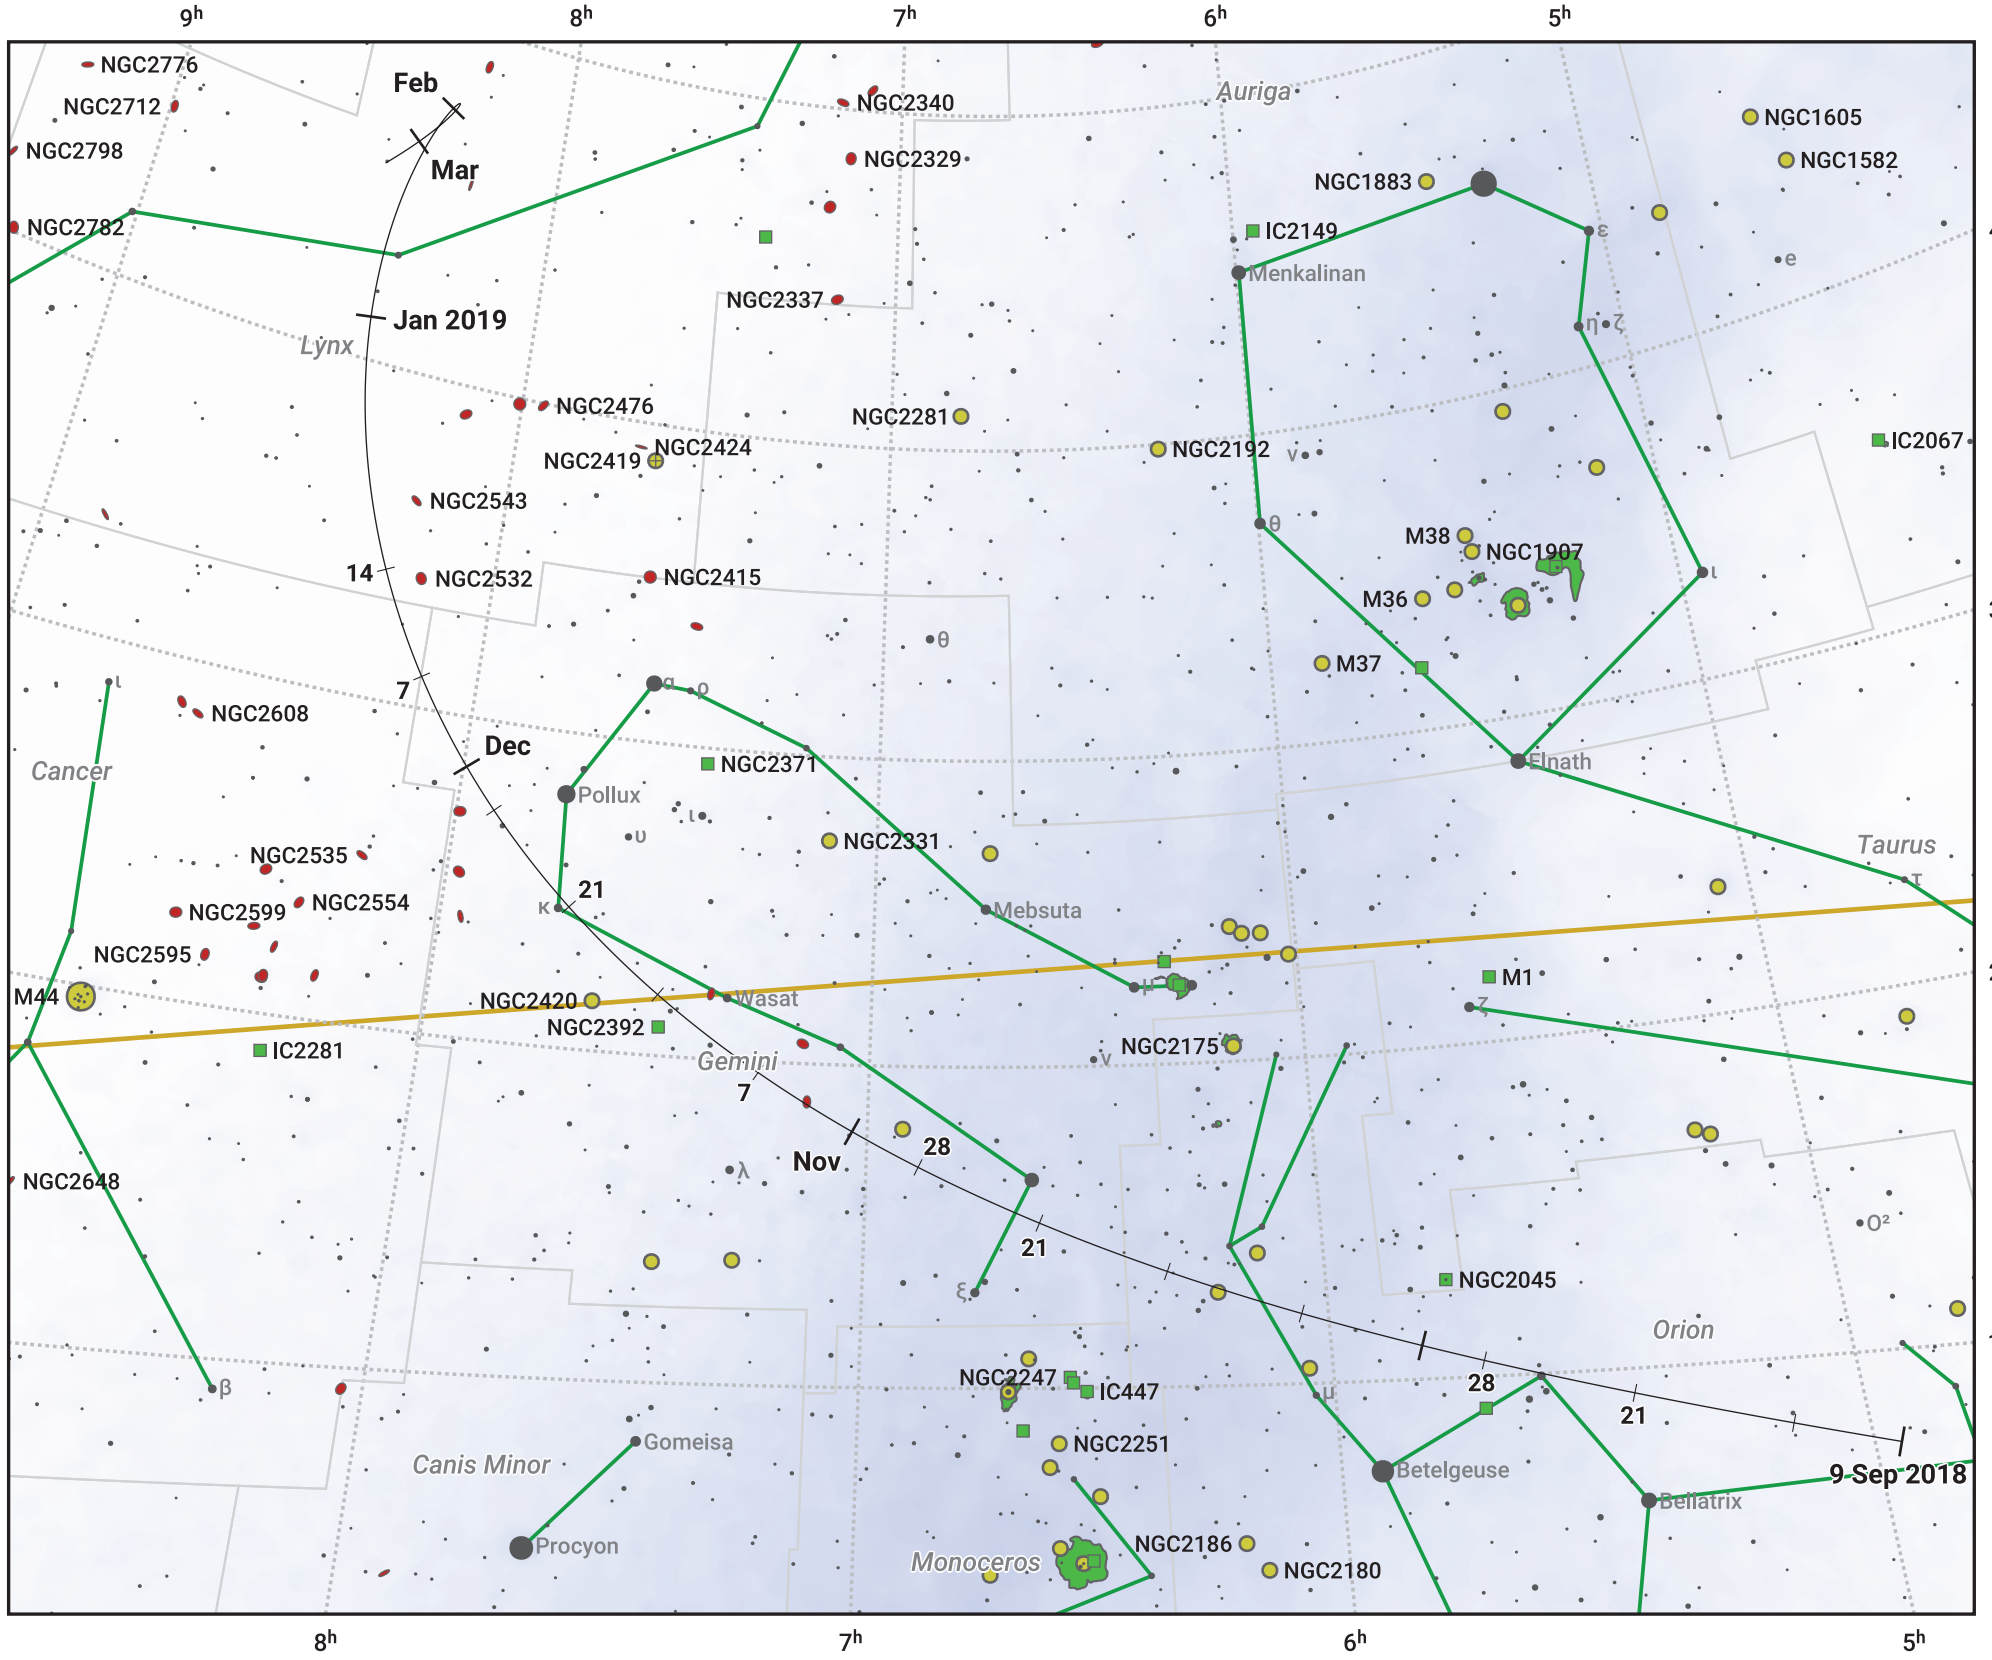 9h 8h 7h 6h 5h
NGC2776
Feb
Auriga
NGC2712
NGC2340
NGC1605
NGC2798
NGC2329
NGC1582
Mar
NGC1883
NGC2782
IC2149
ε
e
Menkalinan
NGC2337
Jan 2019
η ζ
Lynx
NGC2476
NGC2281
NGC2424
NGC2419
NGC2192
ν
IC2067
NGC2543
θ
M38
NGC1907
14
NGC2532
NGC2415
ι
M36
θ
M37
ι
7
α ρ
NGC2608
Dec
Cancer
NGC2371
Elnath
Pollux
ι
υ
NGC2331
Taurus
NGC2535
τ
21
NGC2554
κ
NGC2599
Mebsuta
NGC2595
M1
μ
M44
NGC2420
Wasat
ζ
NGC2392
NGC2175
IC2281
Gemini
ν
7
28
Nov
λ
NGC2648
O²
21
NGC2045
ξ
Orion
NGC2247
28
β
IC447
μ
21
Gomeisa
NGC2251
Canis Minor
Betelgeuse
9 Sep 2018
Bellatrix
Procyon
NGC2186
Monoceros
NGC2180
8h 7h 6h 5h